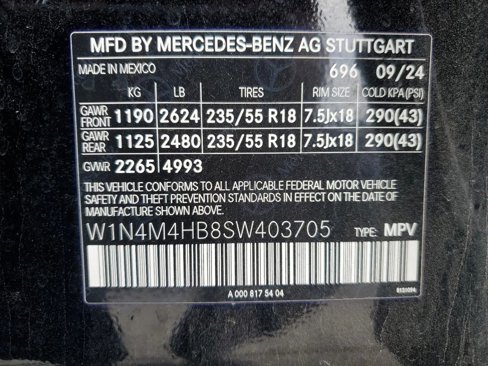 MFD BY MERCEDES-BENZ AG STUTTGART
MADE IN MEXICO 696 09/24
KG LB TIRES RIM SIZE COLD KPA (PSI)
GAWR FRONT 1190 2624 235/55 R18 7.5Jx18 290(43)
GAWR REAR 1125 2480 235/55 R18 7.5Jx18 290(43)
GVWR 2265 4993
THIS VEHICLE CONFORMS TO ALL APPLICABLE FEDERAL MOTOR VEHICLE
SAFETY AND THEFT PREVENTION STANDARDS IN EFFECT ON THE DATE
OF MANUFACTURE SHOWN ABOVE.
W1N4M4HB8SW403705 TYPE: MPV
A 000 817 54 04